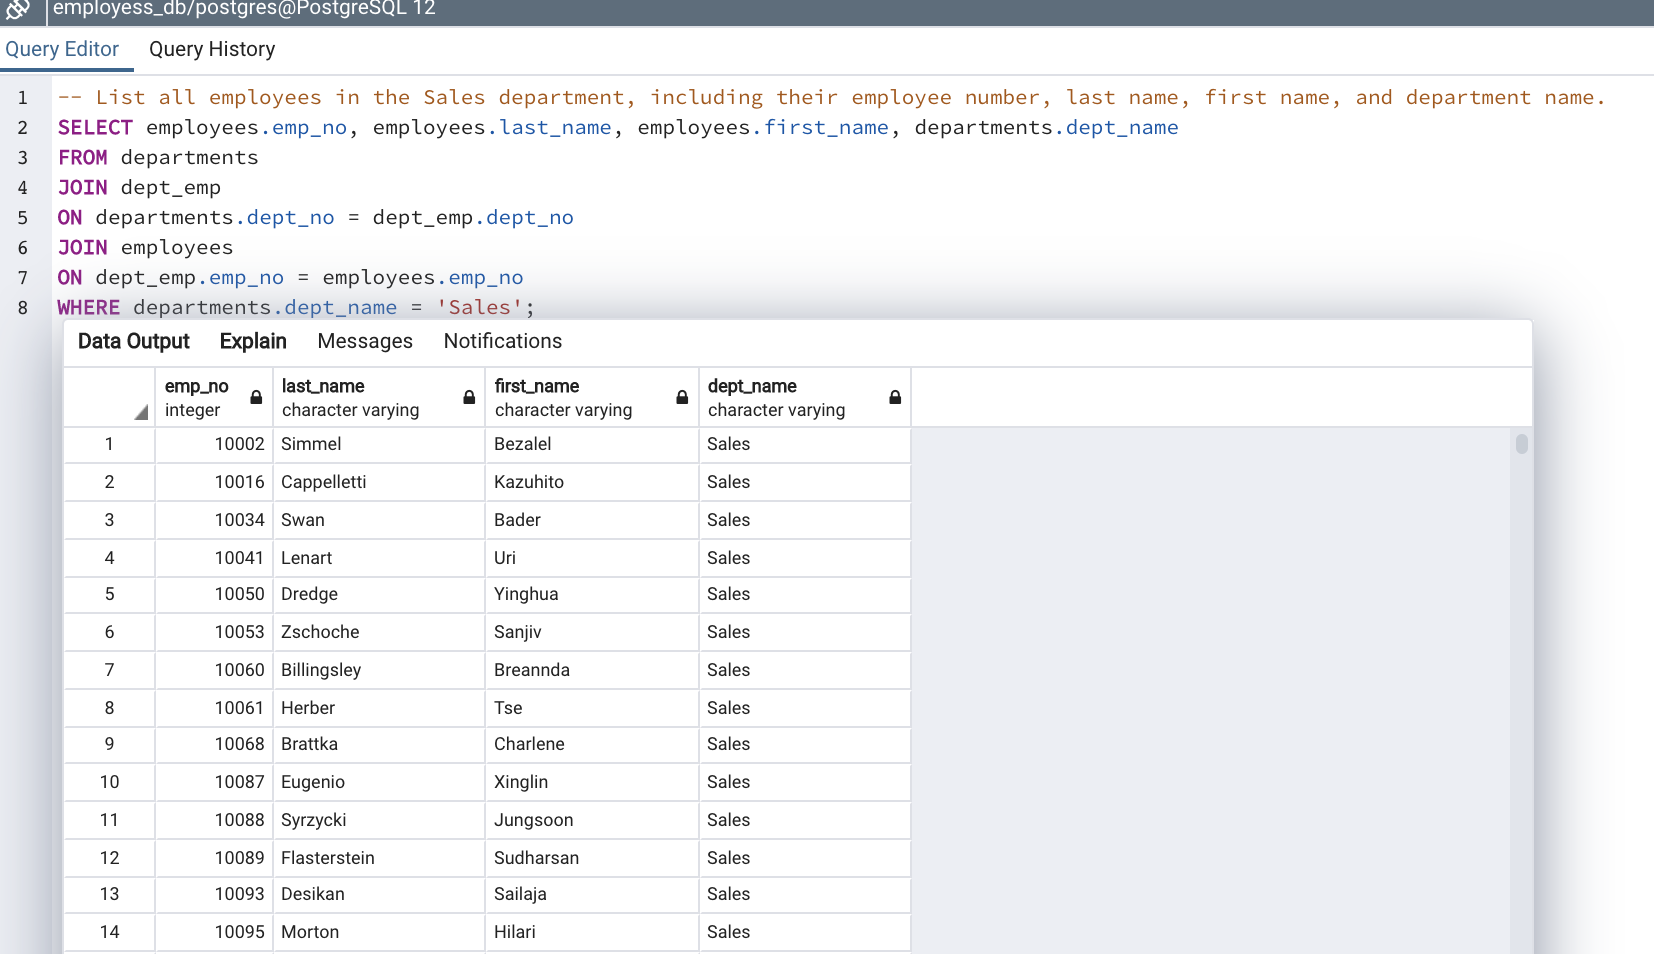 employess_db/postgres@PostgreSQL 12
Query Editor Query History
1 -- List all employees in the Sales department, including their employee number, last name, first name, and department name.
2 SELECT employees.emp_no, employees.last_name, employees.first_name, departments.dept_name
3 FROM departments
4 JOIN dept_emp
5 ON departments.dept_no = dept_emp.dept_no
6 JOIN employees
7 ON dept_emp.emp_no = employees.emp_no
8 WHERE departments.dept_name = 'Sales';
Data Output Explain Messages Notifications
emp_no last_name first_name dept_name
integer character varying character varying character varying
1 10002 Simmel Bezalel Sales
2 10016 Cappelletti Kazuhito Sales
3 10034 Swan Bader Sales
4 10041 Lenart Uri Sales
5 10050 Dredge Yinghua Sales
6 10053 Zschoche Sanjiv Sales
7 10060 Billingsley Breannda Sales
8 10061 Herber Tse Sales
9 10068 Brattka Charlene Sales
10 10087 Eugenio Xinglin Sales
11 10088 Syrzycki Jungsoon Sales
12 10089 Flasterstein Sudharsan Sales
13 10093 Desikan Sailaja Sales
14 10095 Morton Hilari Sales